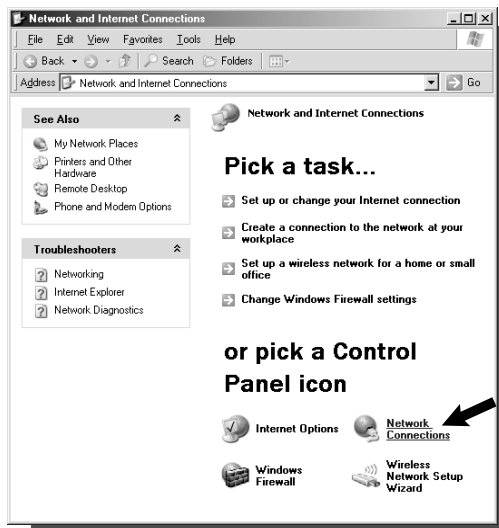 Network and Internet Connections
File Edit View Favorites Tools Help
Back Search Folders
Address Network and Internet Connections Go
See Also
My Network Places
Printers and Other
Hardware
Remote Desktop
Phone and Modem Options
Troubleshooters
Networking
Internet Explorer
Network Diagnostics
Network and Internet Connections
Pick a task...
Set up or change your Internet connection
Create a connection to the network at your
workplace
Set up a wireless network for a home or small
office
Change Windows Firewall settings
or pick a Control
Panel icon
Internet Options
Network
Connections
Windows
Firewall
Wireless
Network Setup
Wizard